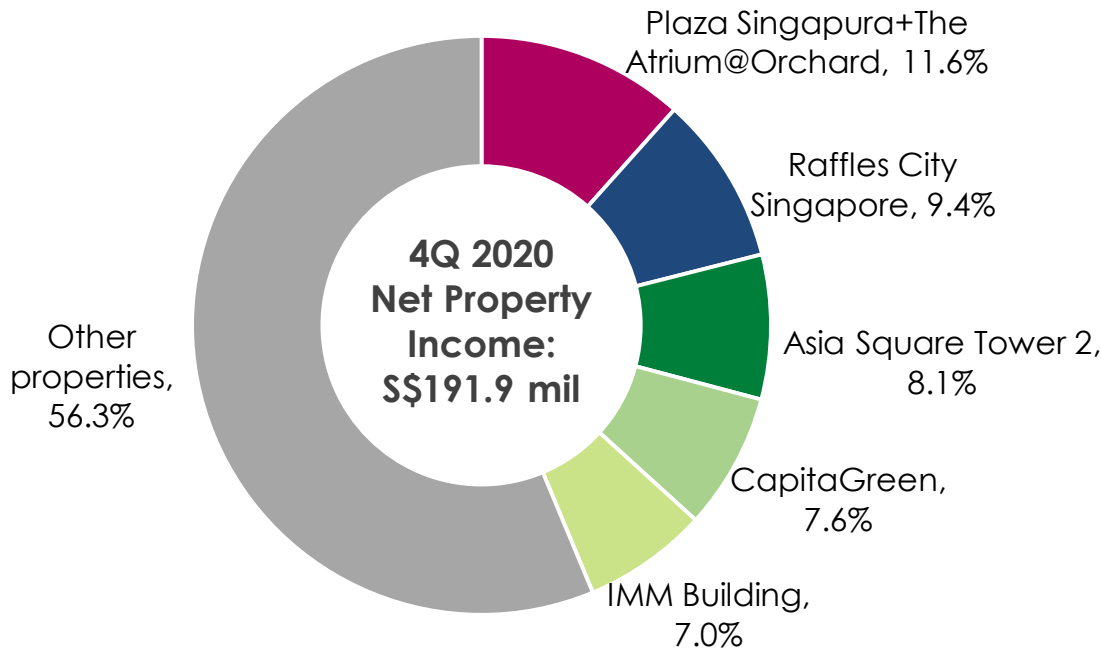 Plaza Singapura+The
Atrium@Orchard, 11.6%
Raffles City
Singapore, 9.4%
4Q 2020
Net Property
Income:
S$191.9 mil
Asia Square Tower 2,
8.1%
Other
properties,
56.3%
CapitaGreen,
7.6%
IMM Building,
7.0%